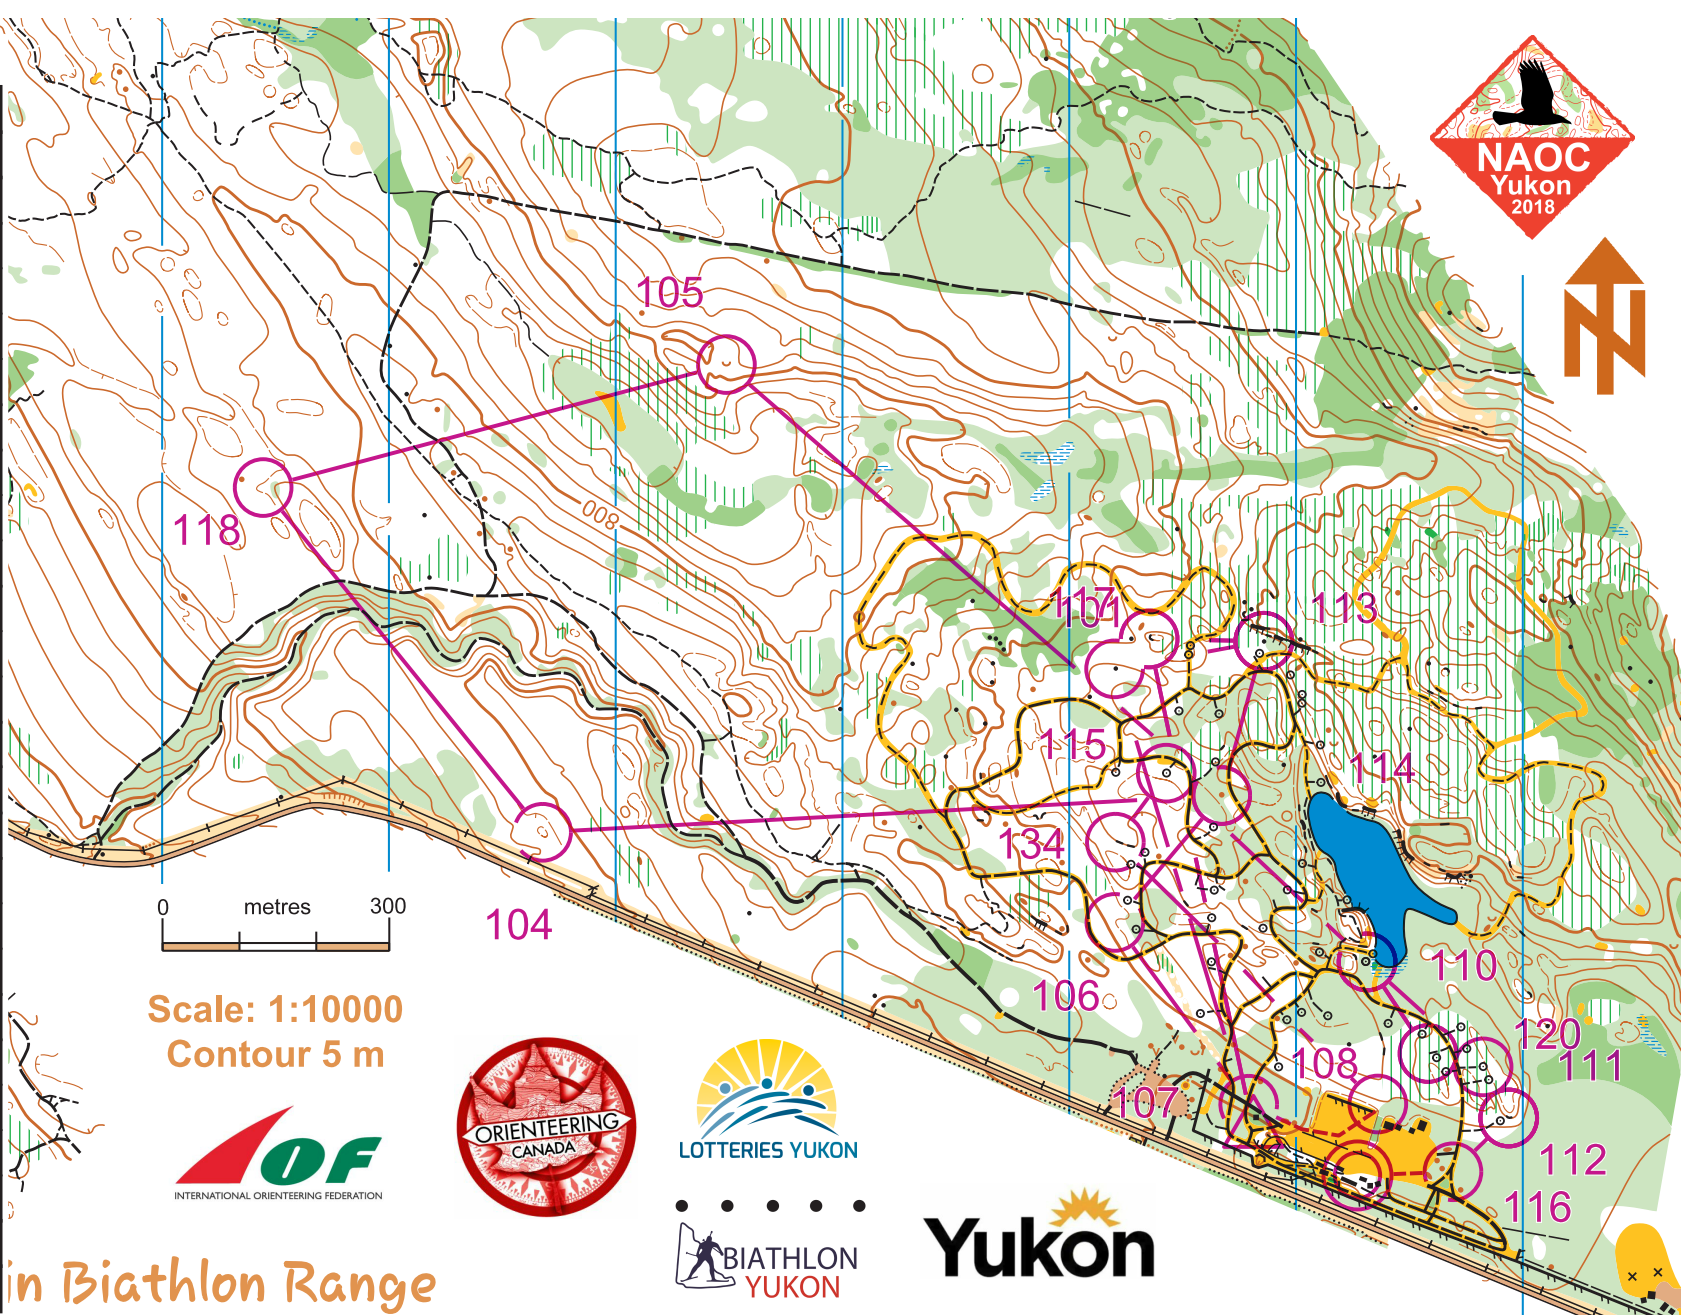 NAOC
Yukon
2018
105
118
800
117
101
113
115
114
134
104
106
110
120
111
108
107
112
116
0 metres 300
Scale: 1:10000
Contour 5 m
INTERNATIONAL ORIENTEERING FEDERATION
IOF
ORIENTEERING
CANADA
LOTTERIES YUKON
BIATHLON
YUKON
Yukon
in Biathlon Range